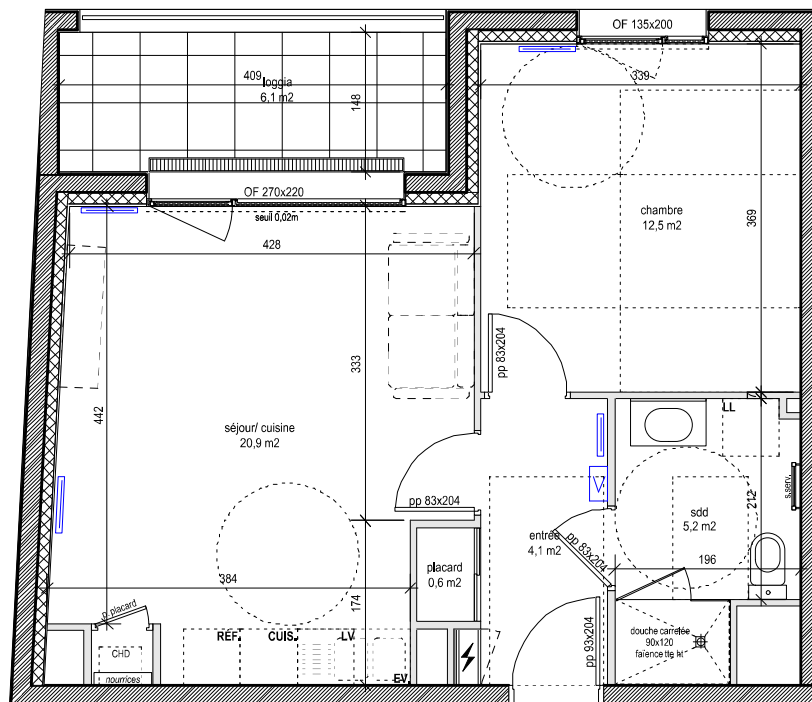 OF 135x200
409
loggia
6,1 m2
148
339
OF 270x220
seuil 0,02m
428
chambre
12,5 m2
369
pp 83x204
333
442
séjour/ cuisine
20,9 m2
LL
pp 83x204
s.serv.
212
sdd
5,2 m2
entrée
4,1 m2
pp 83x204
196
placard
0,6 m2
384
174
p. placard
REF.
CUIS.
LV
7
douche carrelée
90x120
faïence tte ht
pp 93x204
CHD
nourrices
EV.